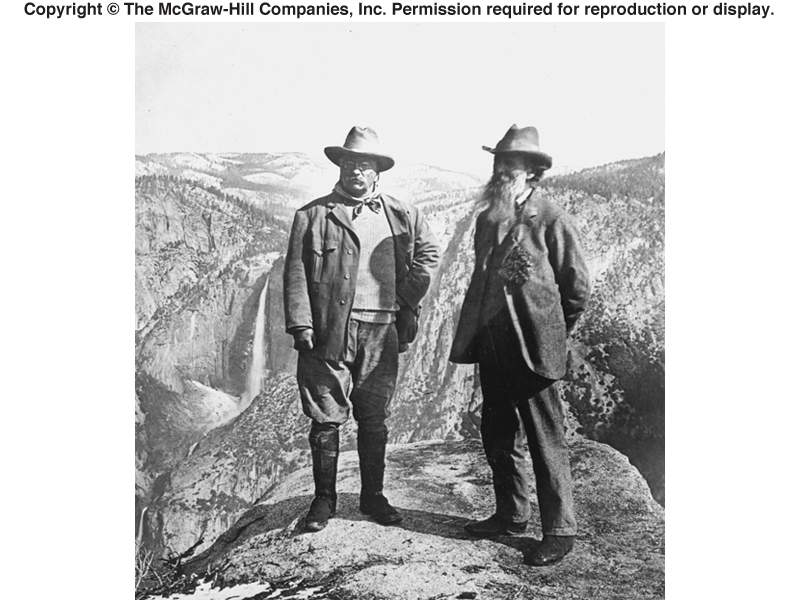 Copyright © The McGraw-Hill Companies, Inc. Permission required for reproduction or display.